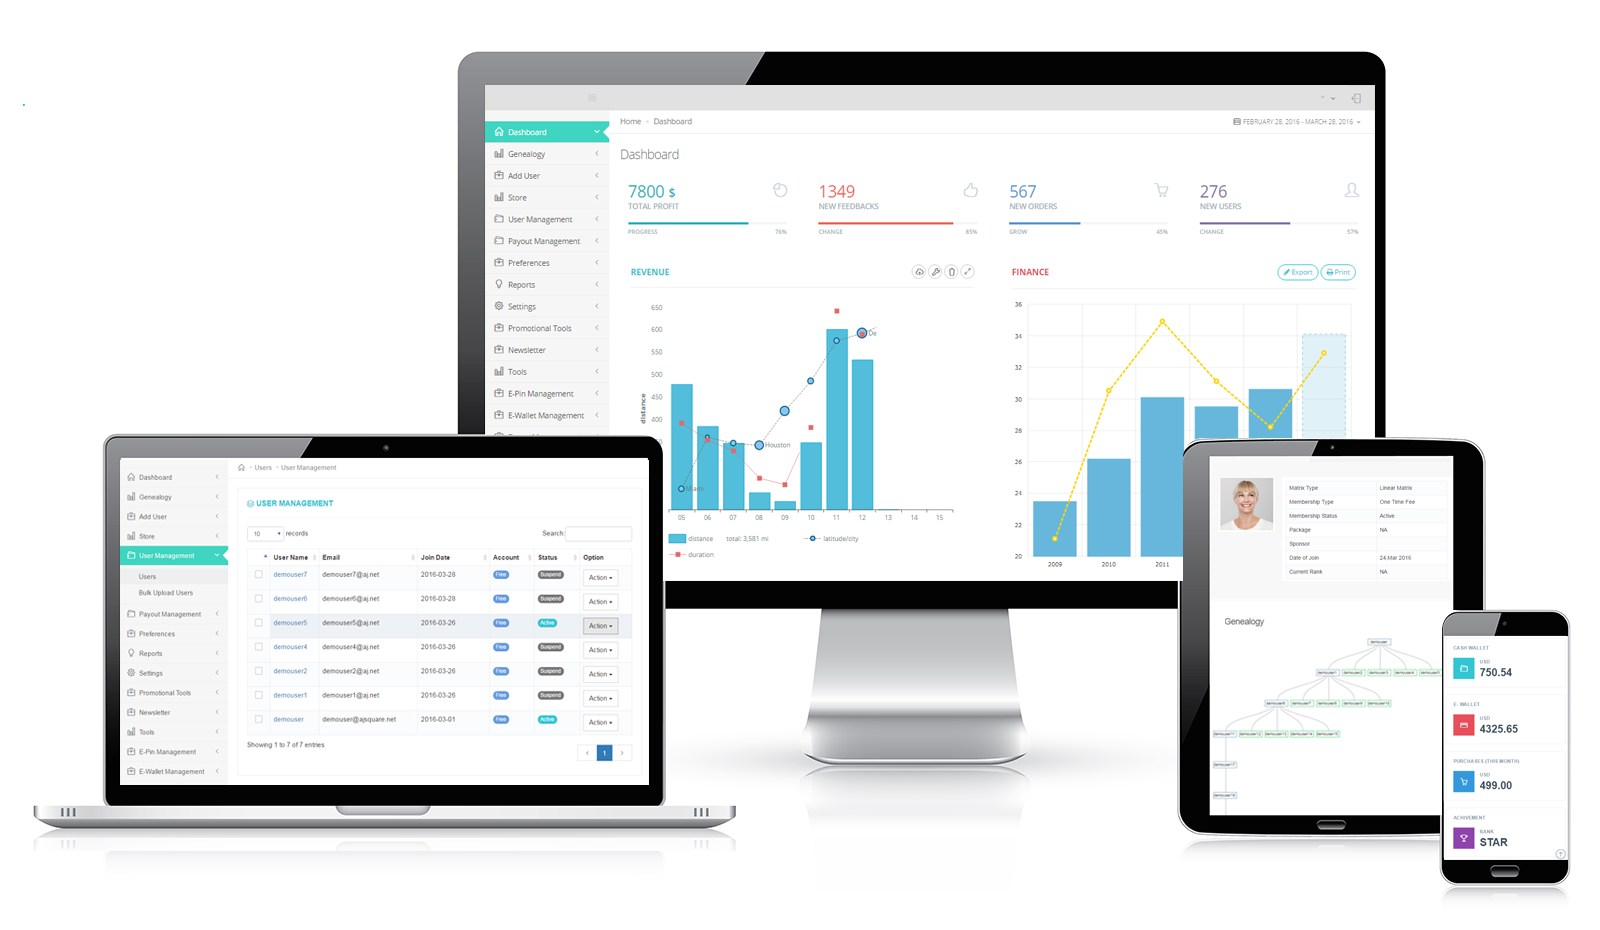 Home - Dashboard
FEBRUARY 28, 2016 - MARCH 28, 2016
Dashboard
Genealogy
Add User
Store
User Management
Payout Management
Preferences
Reports
Settings
Promotional Tools
Newsletter
Tools
E-Pin Management
E-Wallet Management
Dashboard
7800 $
TOTAL PROFIT
PROGRESS 76%
1349
NEW FEEDBACKS
CHANGE 85%
567
NEW ORDERS
GROW 45%
276
NEW USERS
CHANGE 57%
REVENUE
650
600
550
500
450
400
distance
Miami
Houston
De
05 06 07 08 09 10 11 12 13 14 15
distance total: 3,581 mi latitude/city
duration
FINANCE
Export Print
36
34
32
30
28
26
24
22
20
2009 2010 2011
Dashboard
Genealogy
Add User
Store
User Management
Users
Bulk Upload Users
Payout Management
Preferences
Reports
Settings
Promotional Tools
Newsletter
Tools
E-Pin Management
E-Wallet Management
Users - User Management
USER MANAGEMENT
10 records Search:
User Name Email Join Date Account Status Option
demouser7 demouser7@aj.net 2016-03-28 Free Suspend Action
demouser6 demouser6@aj.net 2016-03-28 Free Suspend Action
demouser5 demouser5@aj.net 2016-03-26 Free Active Action
demouser4 demouser4@aj.net 2016-03-26 Free Suspend Action
demouser2 demouser2@aj.net 2016-03-26 Free Suspend Action
demouser1 demouser1@aj.net 2016-03-26 Free Suspend Action
demouser demouser@ajsquare.net 2016-03-01 Free Active Action
Showing 1 to 7 of 7 entries
< 1 >
Matrix Type Linear Matrix
Membership Type One Time Fee
Membership Status Active
Package NA
Sponsor
Date of Join 24.Mar 2016
Current Rank NA
Genealogy
demouser
demouser1 demouser2 demouser3 demouser4
CASH WALLET
USD
750.54
E- WALLET
USD
4325.65
PURCHASES (THIS MONTH)
USD
499.00
ACHIVEMENT
RANK
STAR